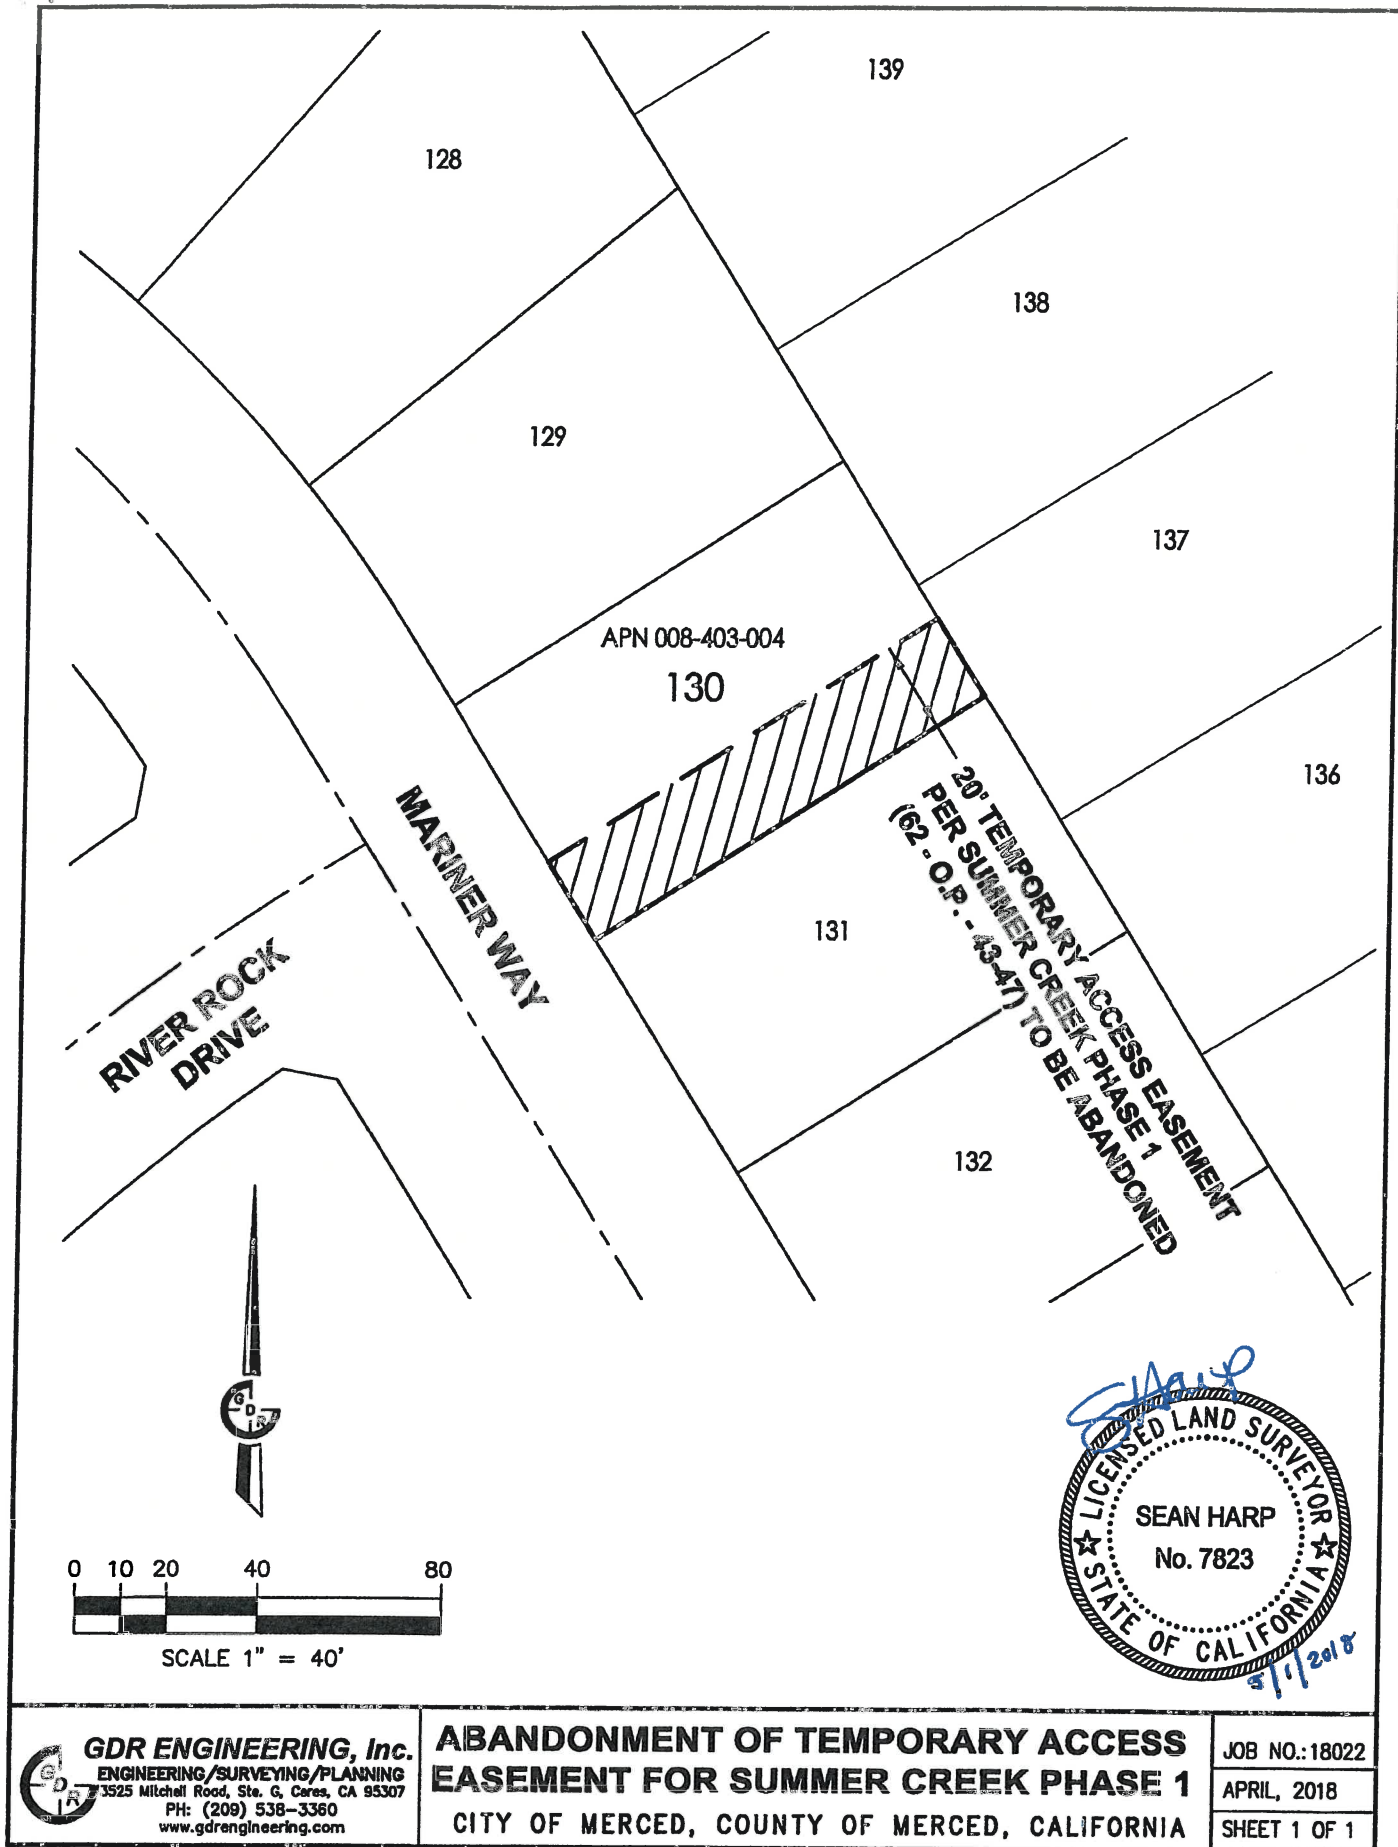 139
128
138
129
137
APN 008-403-004
130
136
MARINER WAY
20' TEMPORARY ACCESS EASEMENT
PER SUMMER CREEK PHASE 1
(62 - O.P. - 43-47) TO BE ABANDONED
131
RIVER ROCK
DRIVE
132
GDR
SHarp
LICENSED LAND SURVEYOR
SEAN HARP
No. 7823
STATE OF CALIFORNIA
5/1/2018
0 10 20 40 80
SCALE 1" = 40'
GDR
GDR ENGINEERING, Inc.
ENGINEERING/SURVEYING/PLANNING
3525 Mitchell Road, Ste. G, Ceres, CA 95307
PH: (209) 538-3360
www.gdrengineering.com
ABANDONMENT OF TEMPORARY ACCESS
EASEMENT FOR SUMMER CREEK PHASE 1
CITY OF MERCED, COUNTY OF MERCED, CALIFORNIA
JOB NO.: 18022
APRIL, 2018
SHEET 1 OF 1